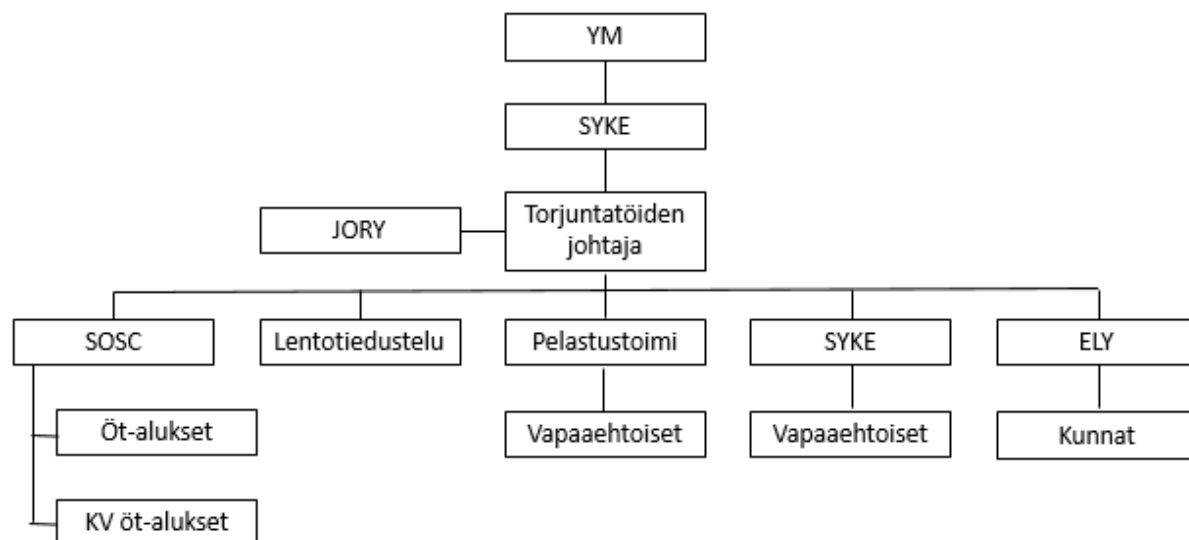 YM
SYKE
JORY
Torjuntatöiden
johtaja
SOSC
Lentotiedustelu
Pelastustoimi
SYKE
ELY
Öt-alukset
Vapaaehtoiset
Vapaaehtoiset
Kunnat
KV öt-alukset